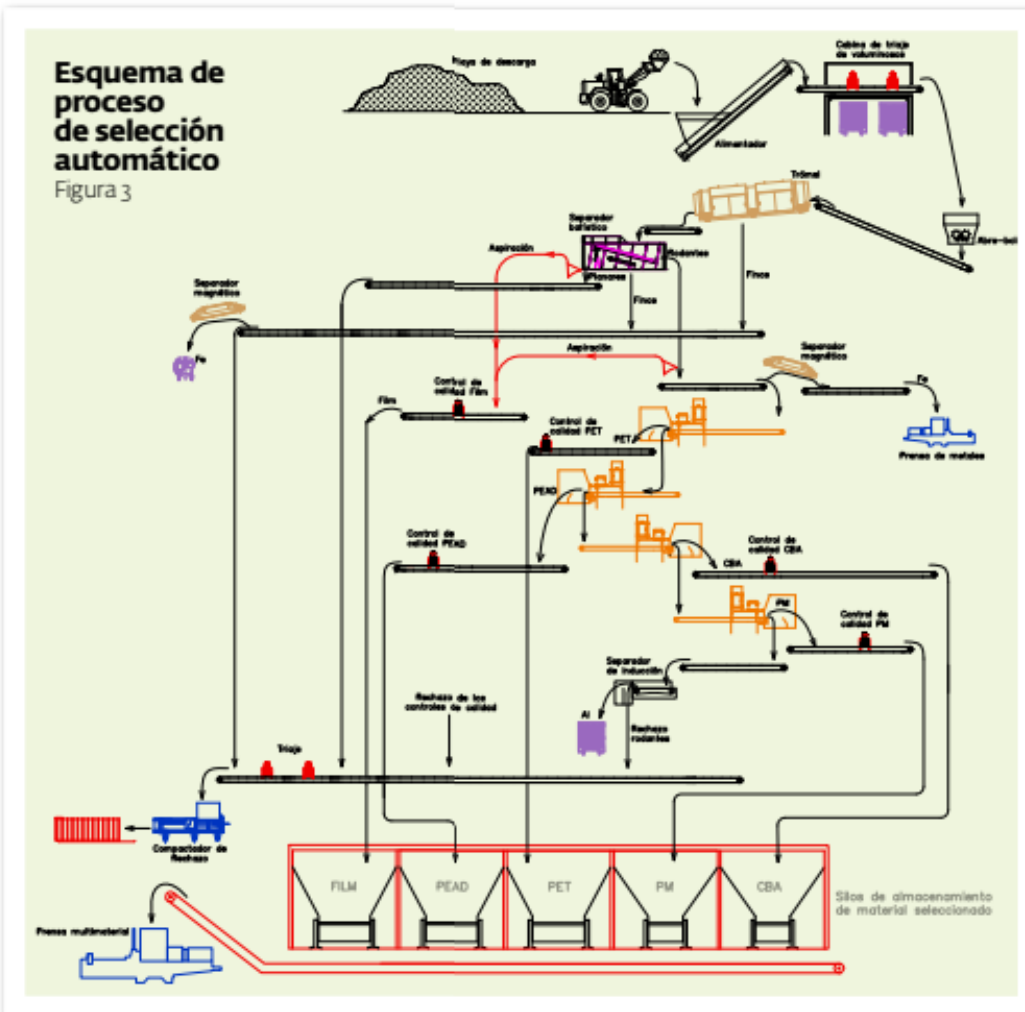 Esquema de
proceso
de selección
automático
Figura 3
Playa de descarga
Cabina de triaje
de voluminosos
Alimentador
Trómel
Separador
balístico
Aspiración
Rodantes
Planares
Finos
Finos
Separador
magnético
Fe
Aspiración
Separador
magnético
Fe
Prensa de metales
Control de
calidad Film
Film
Control de
calidad PET
PET
PEAD
Control de
calidad PEAD
Control de
calidad CBA
CBA
PM
Control de
calidad PM
Separador
de inducción
Rechazo de los
controles de calidad
Al
Rechazo
rodantes
Triaje
Compactador de
Rechazo
FILM
PEAD
PET
PM
CBA
Silos de almacenamiento
de material seleccionado
Prensa multimaterial